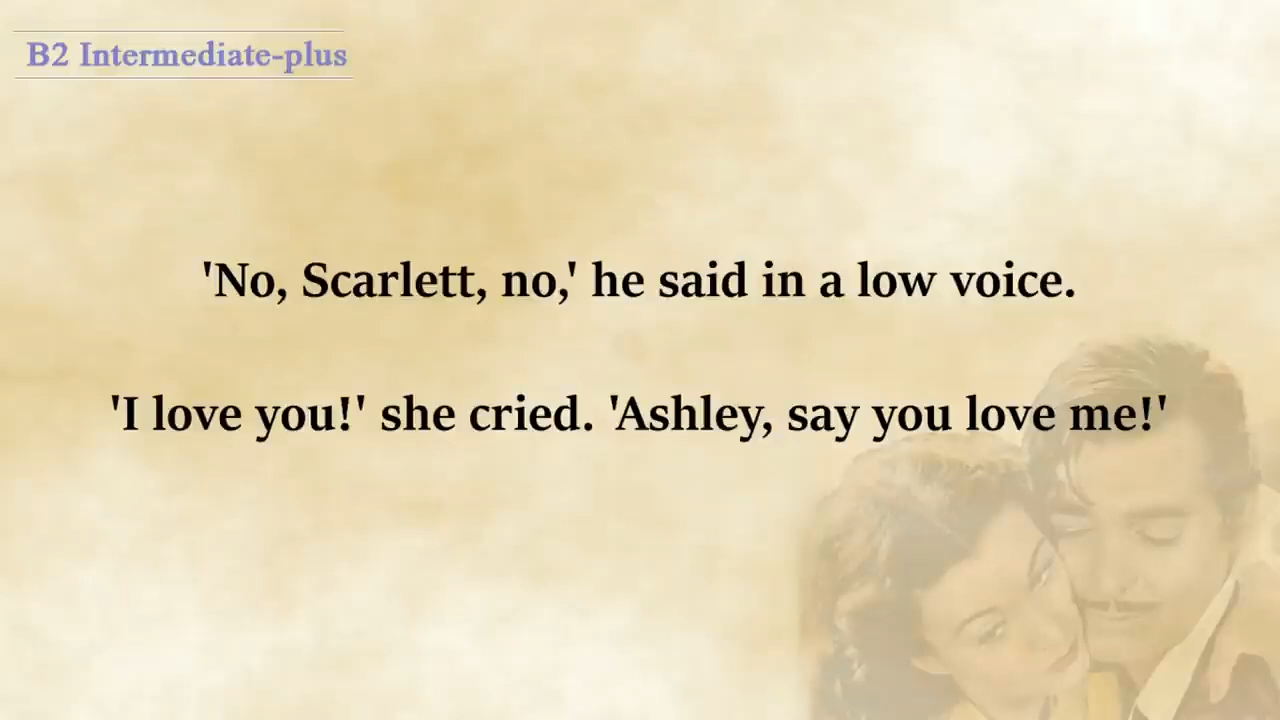 B2 Intermediate-plus
'No, Scarlett, no,' he said in a low voice.
'I love you!' she cried. 'Ashley, say you love me!'